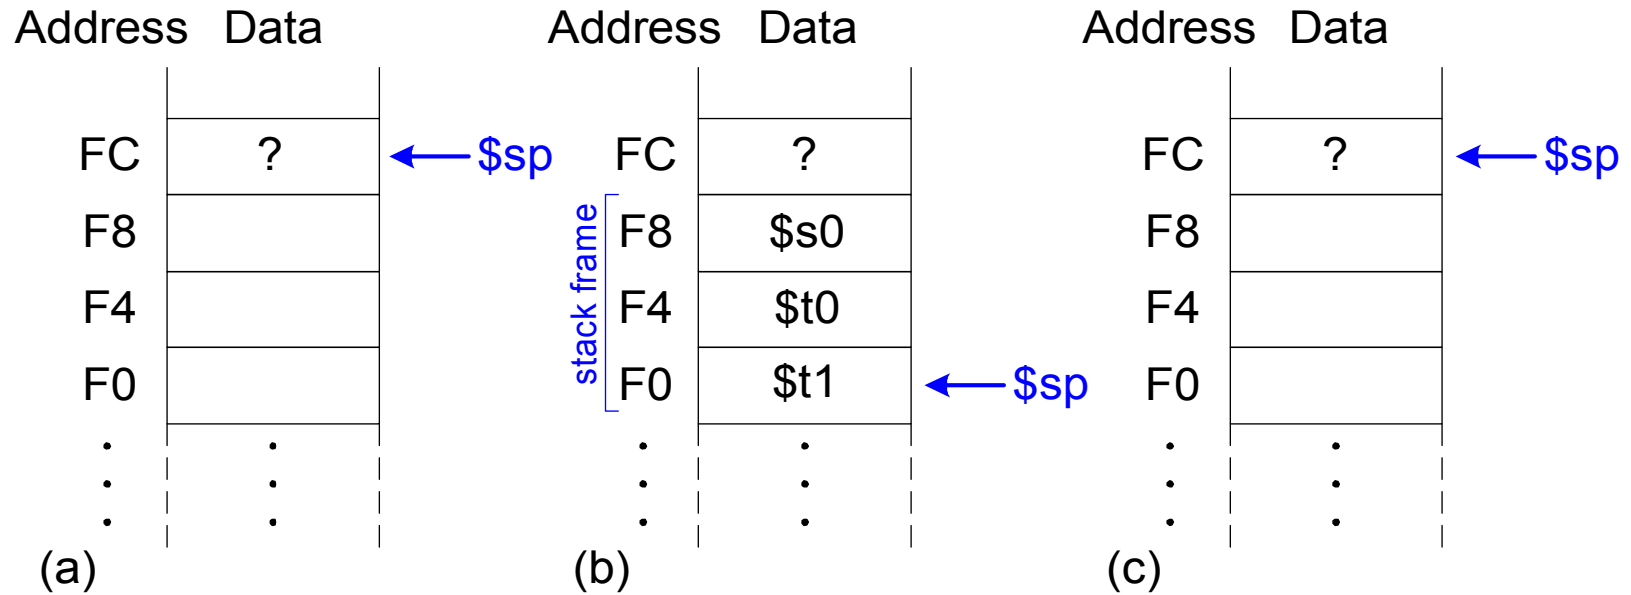 Address Data Address Data Address Data
FC ? $sp FC ? FC ? $sp
F8 stack frame F8 $s0 F8
F4 F4 $t0 F4
F0 F0 $t1 $sp F0
(a) (b) (c)